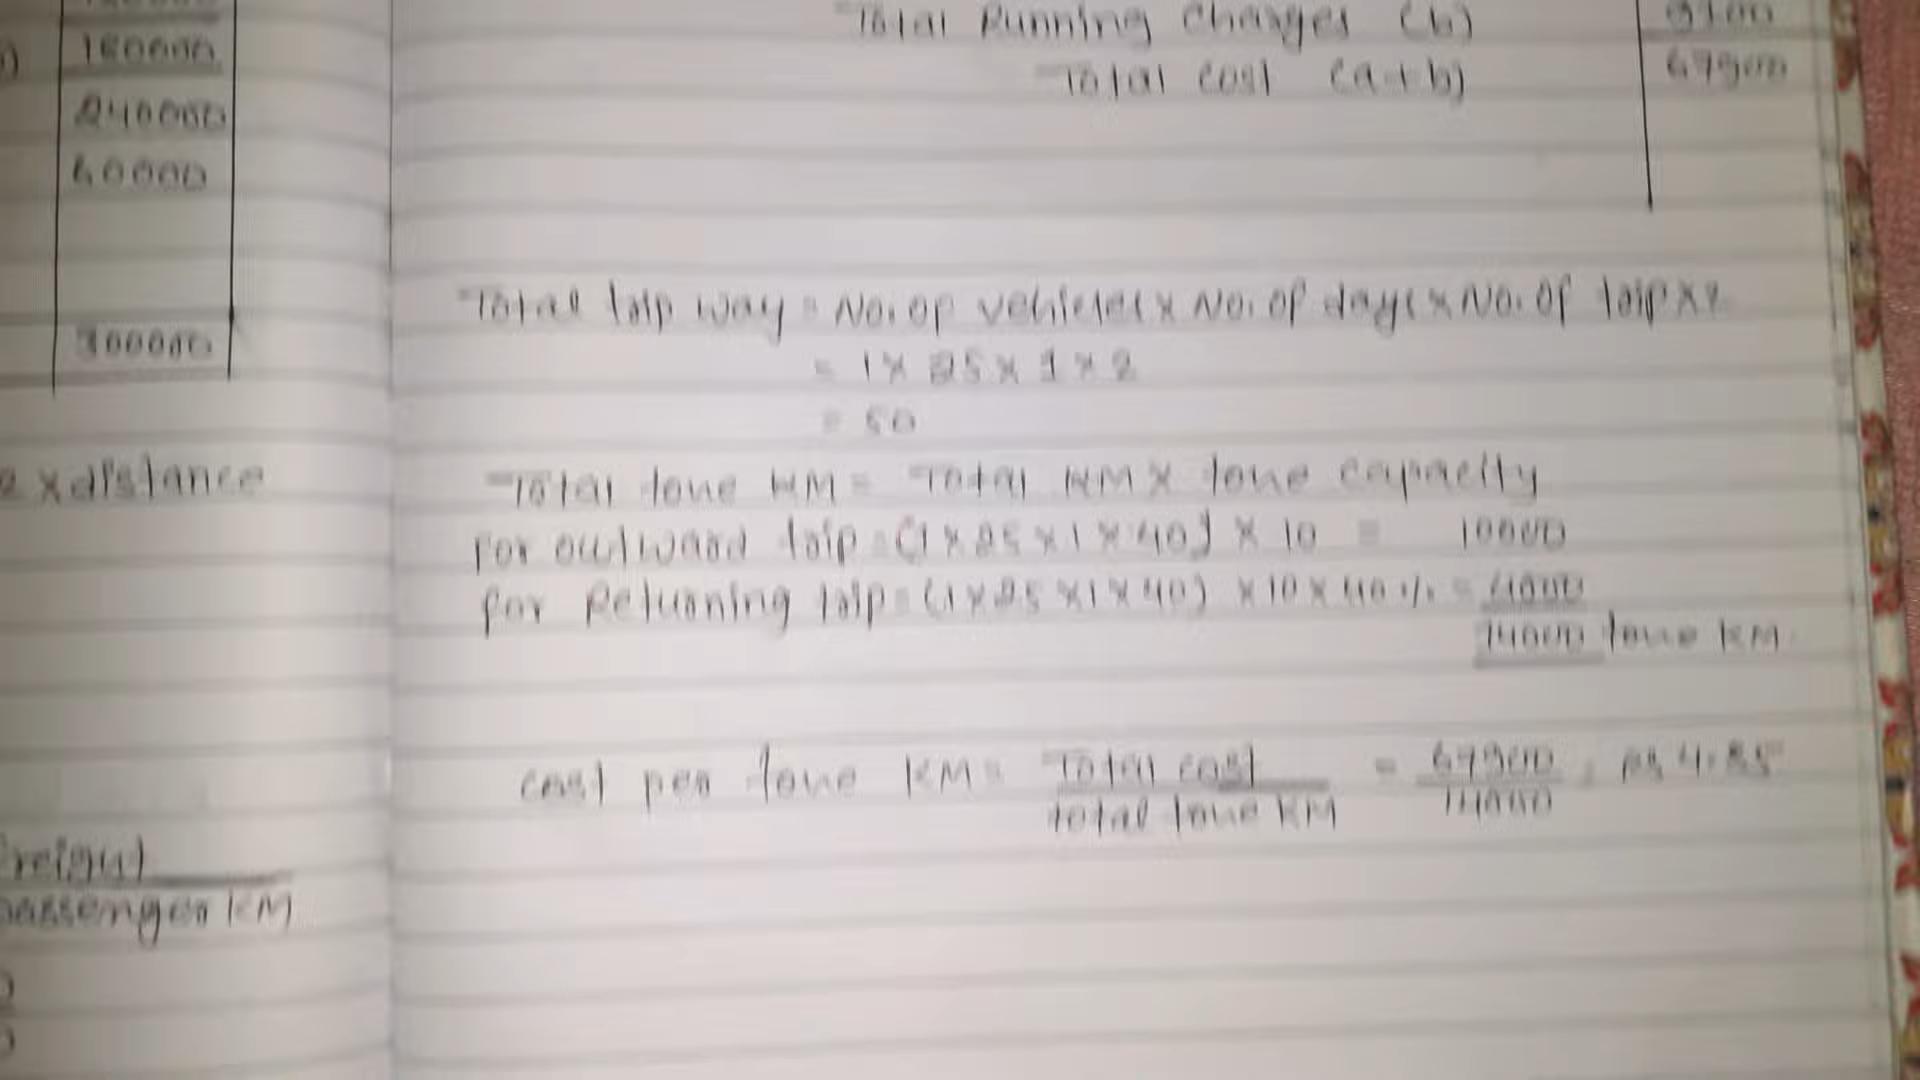 180000
240000
60000
300000
x distance
Freight
passenger KM
Total Running Charges (b)
Total cost (a+b) 67900
Total trip way = No. of vehicles x No. of days x No. of trip x 2
= 1 x 25 x 1 x 2
= 50
Total tone KM = Total KM x tone capacity
For outward trip = (1 x 25 x 1 x 40) x 10 = 10000
for Returning trip = (1 x 25 x 1 x 40) x 10 x 40% = 4000
14000 tone KM.
cost per tone KM = Total cost / total tone KM = 67900 / 14000 = Rs 4.85